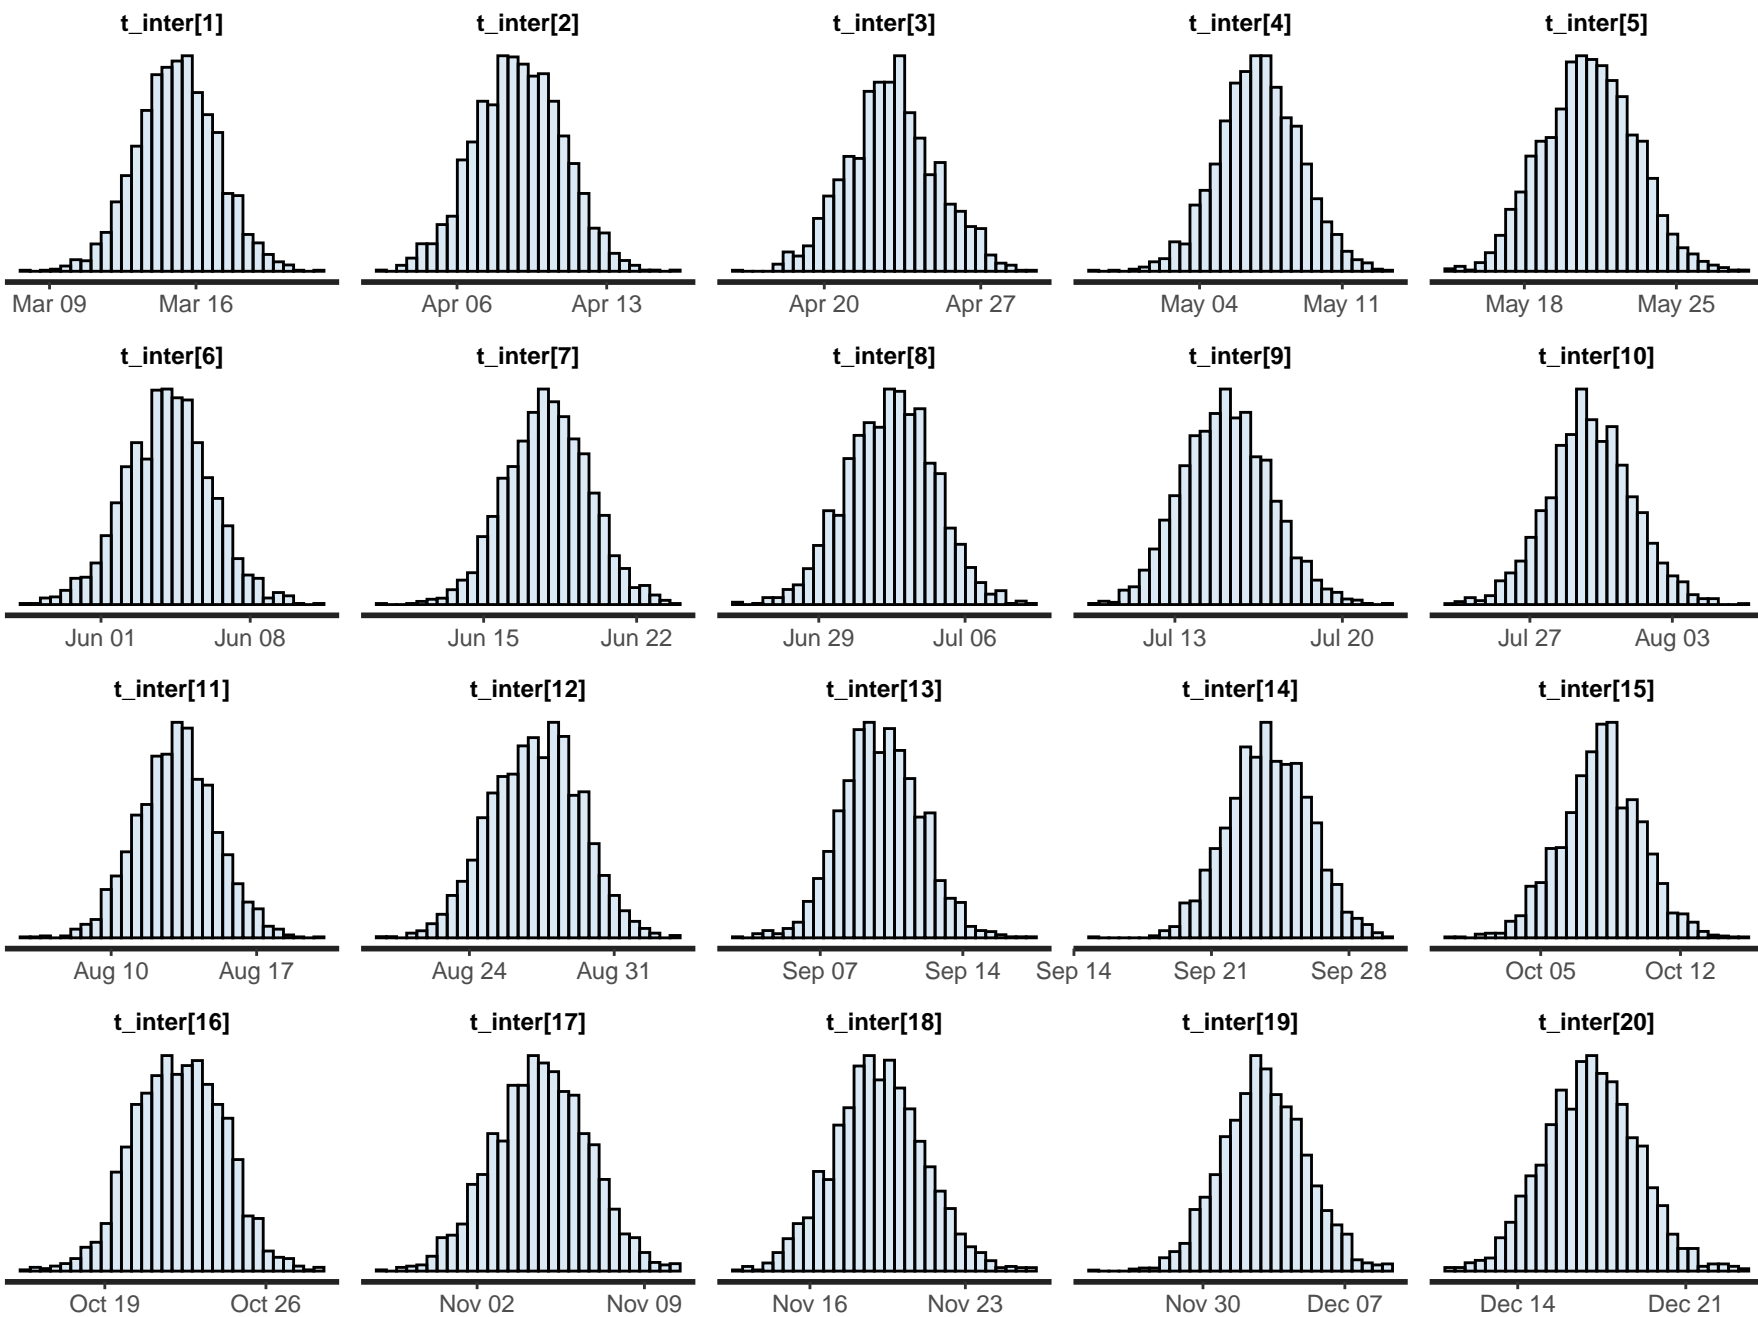 t_inter[1] t_inter[2] t_inter[3] t_inter[4] t_inter[5]
Mar 09 Mar 16 Apr 06 Apr 13 Apr 20 Apr 27 May 04 May 11 May 18 May 25
t_inter[6] t_inter[7] t_inter[8] t_inter[9] t_inter[10]
Jun 01 Jun 08 Jun 15 Jun 22 Jun 29 Jul 06 Jul 13 Jul 20 Jul 27 Aug 03
t_inter[11] t_inter[12] t_inter[13] t_inter[14] t_inter[15]
Aug 10 Aug 17 Aug 24 Aug 31 Sep 07 Sep 14 Sep 14 Sep 21 Sep 28 Oct 05 Oct 12
t_inter[16] t_inter[17] t_inter[18] t_inter[19] t_inter[20]
Oct 19 Oct 26 Nov 02 Nov 09 Nov 16 Nov 23 Nov 30 Dec 07 Dec 14 Dec 21